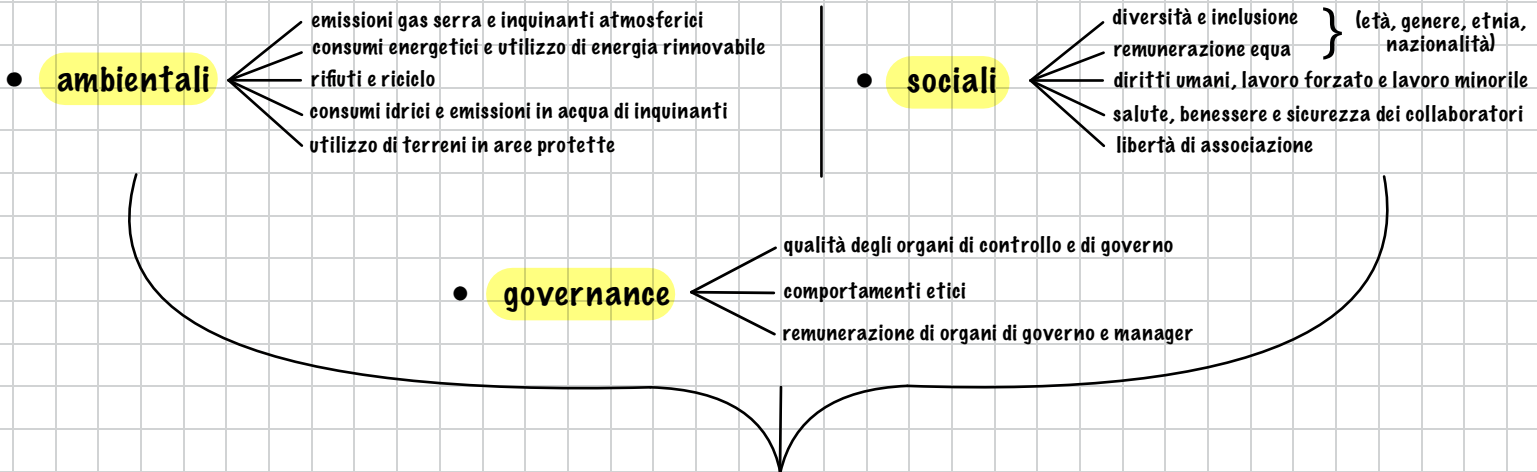 • ambientali
emissioni gas serra e inquinanti atmosferici
consumi energetici e utilizzo di energia rinnovabile
rifiuti e riciclo
consumi idrici e emissioni in acqua di inquinanti
utilizzo di terreni in aree protette
• sociali
diversità e inclusione
remunerazione equa
} (età, genere, etnia,
nazionalità)
diritti umani, lavoro forzato e lavoro minorile
salute, benessere e sicurezza dei collaboratori
libertà di associazione
• governance
qualità degli organi di controllo e di governo
comportamenti etici
remunerazione di organi di governo e manager